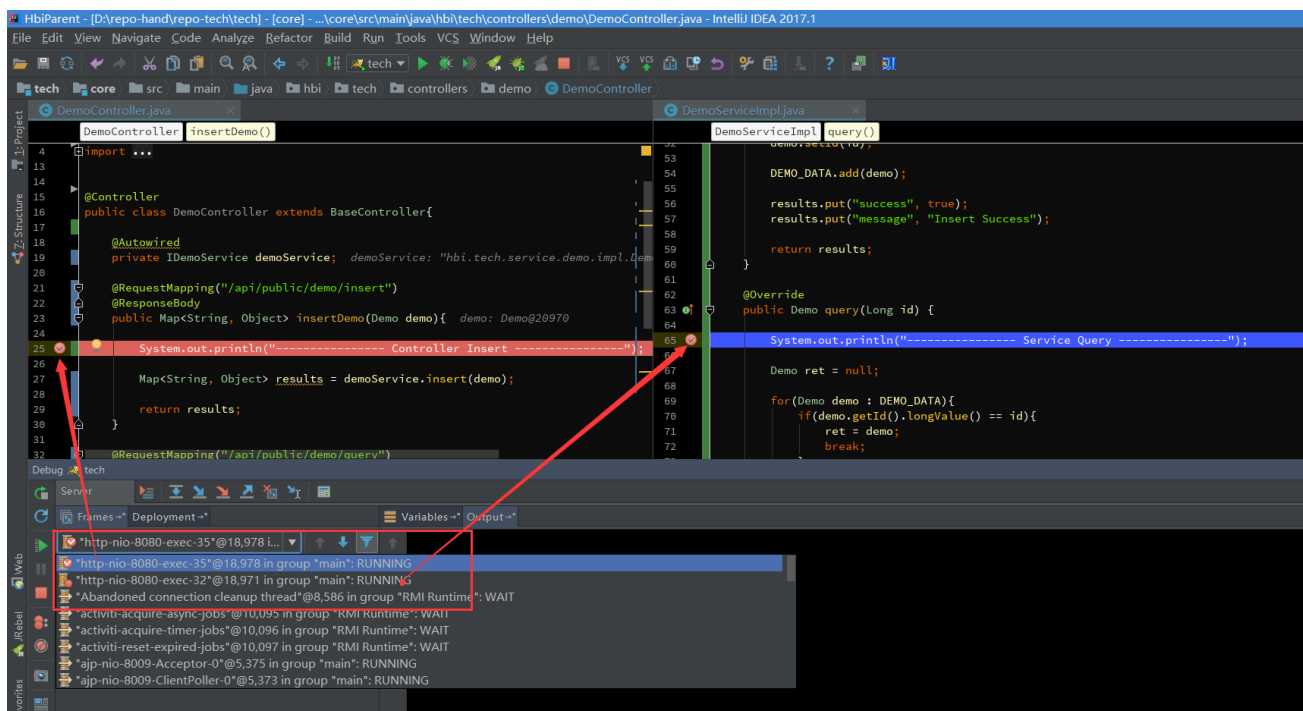 HbiParent - [D:\repo-hand\repo-tech\tech] - [core] - ...\core\src\main\java\hbi\tech\controllers\demo\DemoController.java - IntelliJ IDEA 2017.1
File Edit View Navigate Code Analyze Refactor Build Run Tools VCS Window Help
tech
VCS VCS
tech core src main java hbi tech controllers demo DemoController
DemoController.java
DemoController insertDemo()
4 import ...
13
14
15 @Controller
16 public class DemoController extends BaseController{
17
18 @Autowired
19 private IDemoService demoService; demoService: "hbi.tech.service.demo.impl.Dem
20
21 @RequestMapping("/api/public/demo/insert")
22 @ResponseBody
23 public Map<String, Object> insertDemo(Demo demo){ demo: Demo@20970
24
25 System.out.println("---------------- Controller Insert ----------------");
26
27 Map<String, Object> results = demoService.insert(demo);
28
29 return results;
30 }
31
32 @RequestMapping("/api/public/demo/query")
DemoServiceImpl.java
DemoServiceImpl query()
52 demo.setId(id);
53
54 DEMO_DATA.add(demo);
55
56 results.put("success", true);
57 results.put("message", "Insert Success");
58
59 return results;
60 }
61
62 @Override
63 public Demo query(Long id) {
64
65 System.out.println("---------------- Service Query ----------------");
66
67 Demo ret = null;
68
69 for(Demo demo : DEMO_DATA){
70 if(demo.getId().longValue() == id){
71 ret = demo;
72 break;
1: Project
Z: Structure
Web
JRebel
Debug tech
Server
Frames Deployment Variables Output
"http-nio-8080-exec-35"@18,978 i...
"http-nio-8080-exec-35"@18,978 in group "main": RUNNING
"http-nio-8080-exec-32"@18,971 in group "main": RUNNING
"Abandoned connection cleanup thread"@8,586 in group "RMI Runtime": WAIT
"activiti-acquire-async-jobs"@10,095 in group "RMI Runtime": WAIT
"activiti-acquire-timer-jobs"@10,096 in group "RMI Runtime": WAIT
"activiti-reset-expired-jobs"@10,097 in group "RMI Runtime": WAIT
"ajp-nio-8009-Acceptor-0"@5,375 in group "main": RUNNING
"ajp-nio-8009-ClientPoller-0"@5,373 in group "main": RUNNING